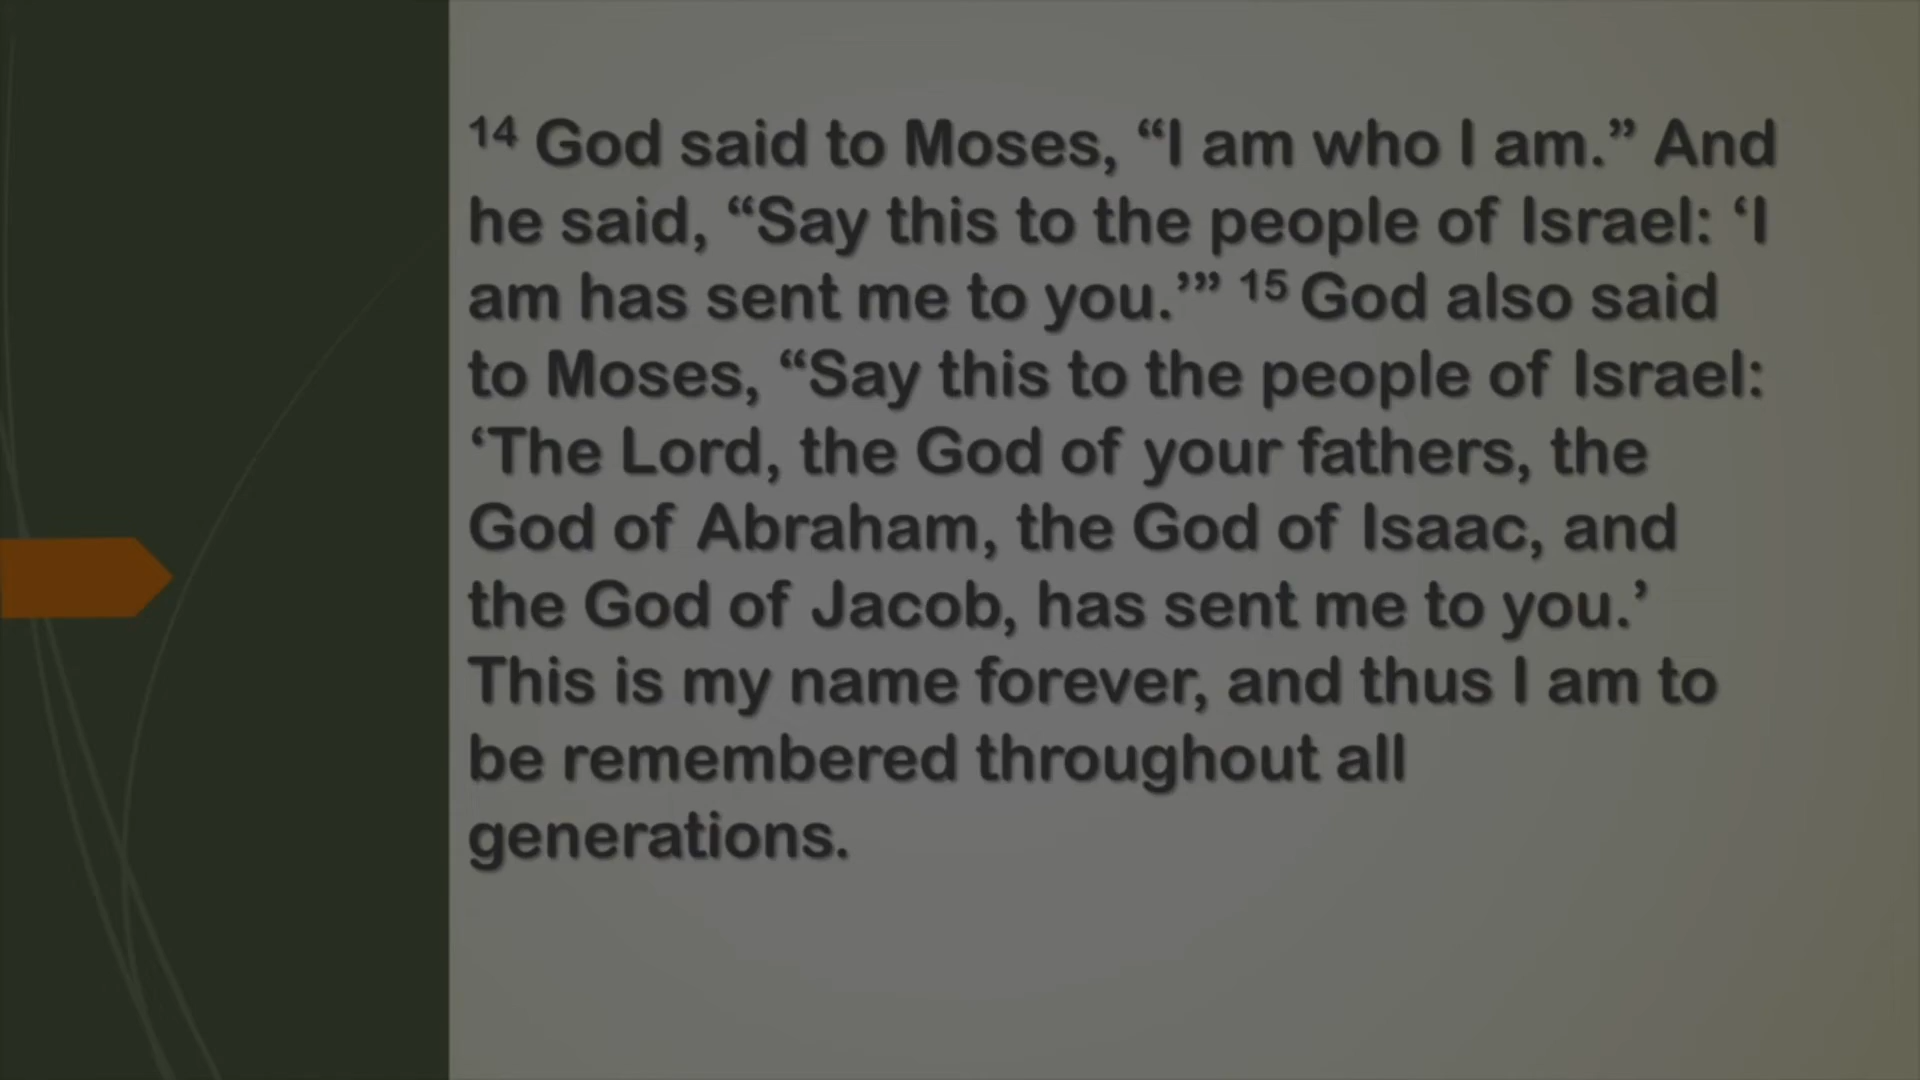 14 God said to Moses, “I am who I am.” And
he said, “Say this to the people of Israel: ‘I
am has sent me to you.’” 15 God also said
to Moses, “Say this to the people of Israel:
‘The Lord, the God of your fathers, the
God of Abraham, the God of Isaac, and
the God of Jacob, has sent me to you.’
This is my name forever, and thus I am to
be remembered throughout all
generations.